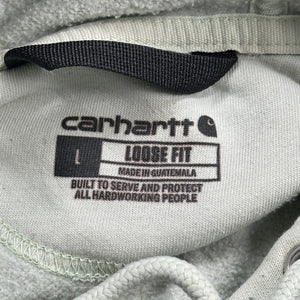 carhartt
L LOOSE FIT
MADE IN GUATEMALA
BUILT TO SERVE AND PROTECT
ALL HARDWORKING PEOPLE